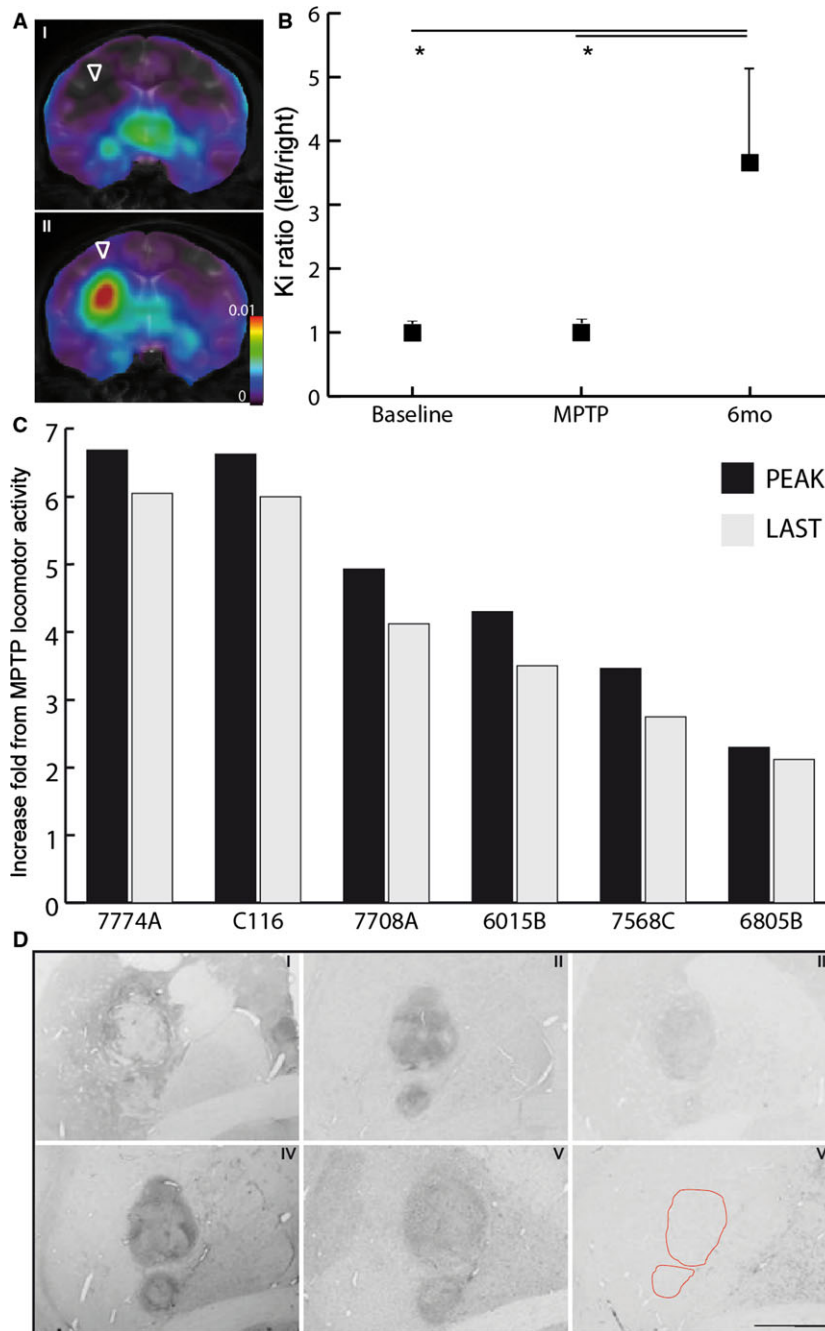 A
I
II
0.01
0
B
6
5
4
3
2
1
0
Ki ratio (left/right)
*
*
Baseline MPTP 6mo
C
7
6
5
4
3
2
1
0
Increase fold from MPTP locomotor activity
PEAK
LAST
7774A C116 7708A 6015B 7568C 6805B
D
I
II
II
IV
V
V